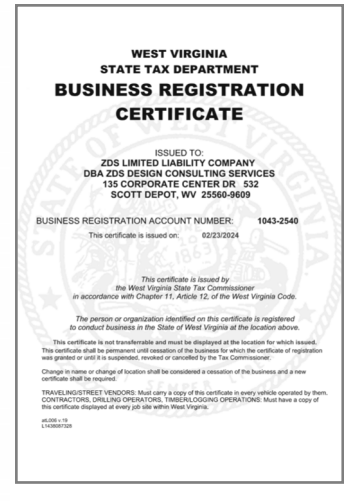 WEST VIRGINIA
STATE TAX DEPARTMENT
BUSINESS REGISTRATION
CERTIFICATE
ISSUED TO:
ZDS LIMITED LIABILITY COMPANY
DBA ZDS DESIGN CONSULTING SERVICES
135 CORPORATE CENTER DR 532
SCOTT DEPOT, WV 25560-9609
BUSINESS REGISTRATION ACCOUNT NUMBER: 1043-2540
This certificate is issued on: 02/23/2024
This certificate is issued by
the West Virginia State Tax Commissioner
in accordance with Chapter 11, Article 12, of the West Virginia Code.
The person or organization identified on this certificate is registered
to conduct business in the State of West Virginia at the location above.
This certificate is not transferrable and must be displayed at the location for which issued.
This certificate shall be permanent until cessation of the business for which the certificate of registration
was granted or until it is suspended, revoked or cancelled by the Tax Commissioner.
Change in name or change of location shall be considered a cessation of the business and a new
certificate shall be required.
TRAVELING/STREET VENDORS: Must carry a copy of this certificate in every vehicle operated by them.
CONTRACTORS, DRILLING OPERATORS, TIMBER/LOGGING OPERATIONS: Must have a copy of
this certificate displayed at every job site within West Virginia.
atL006 v.19
L1436087328